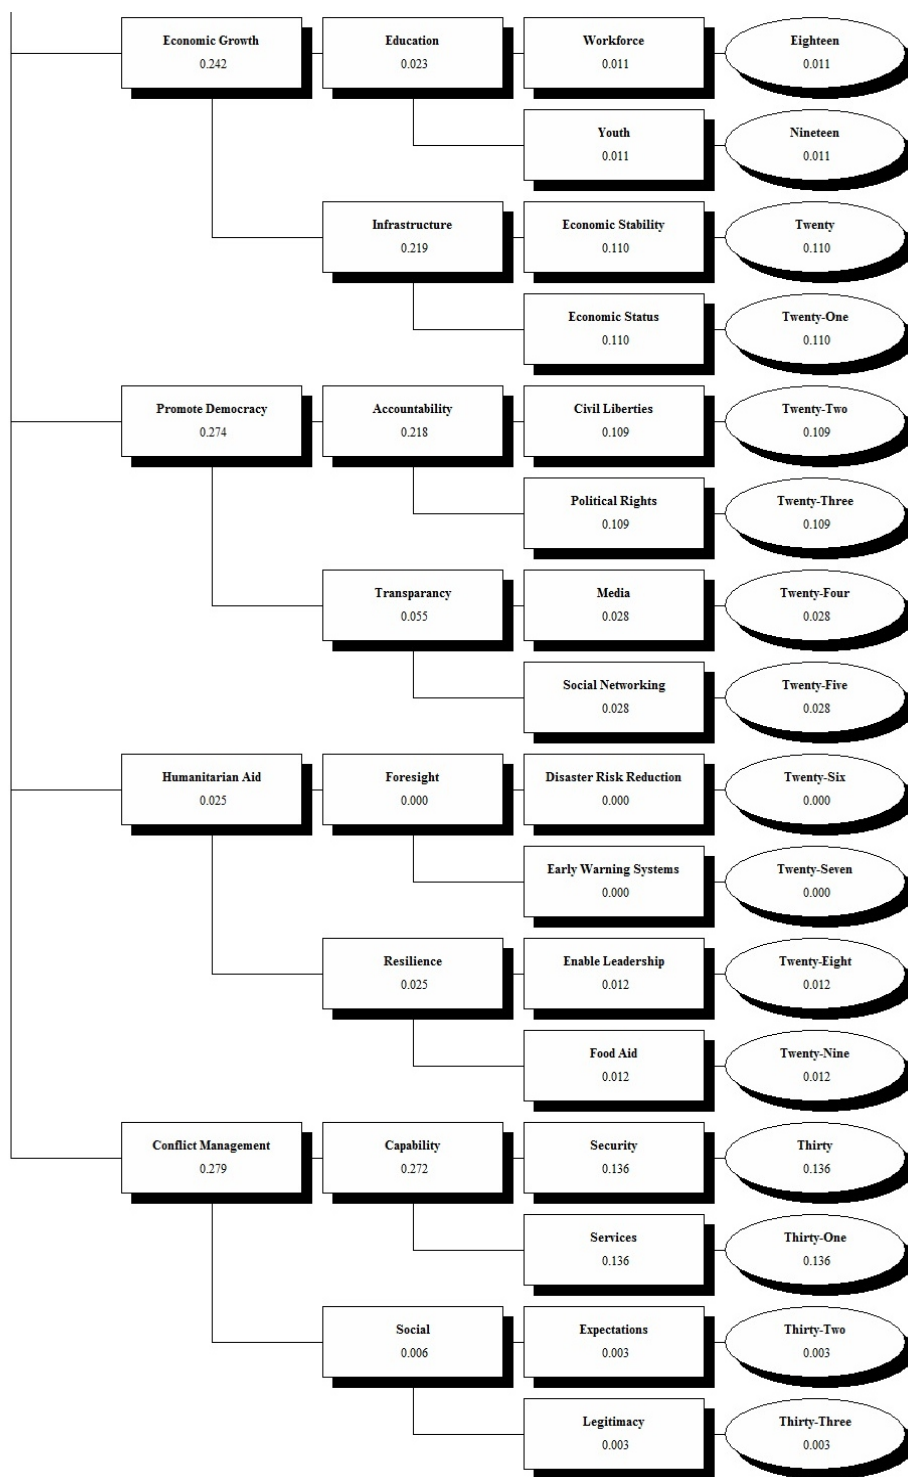 Economic Growth
0.242
Education
0.023
Workforce
0.011
Eighteen
0.011
Youth
0.011
Nineteen
0.011
Infrastructure
0.219
Economic Stability
0.110
Twenty
0.110
Economic Status
0.110
Twenty-One
0.110
Promote Democracy
0.274
Accountability
0.218
Civil Liberties
0.109
Twenty-Two
0.109
Political Rights
0.109
Twenty-Three
0.109
Transparancy
0.055
Media
0.028
Twenty-Four
0.028
Social Networking
0.028
Twenty-Five
0.028
Humanitarian Aid
0.025
Foresight
0.000
Disaster Risk Reduction
0.000
Twenty-Six
0.000
Early Warning Systems
0.000
Twenty-Seven
0.000
Resilience
0.025
Enable Leadership
0.012
Twenty-Eight
0.012
Food Aid
0.012
Twenty-Nine
0.012
Conflict Management
0.279
Capability
0.272
Security
0.136
Thirty
0.136
Services
0.136
Thirty-One
0.136
Social
0.006
Expectations
0.003
Thirty-Two
0.003
Legitimacy
0.003
Thirty-Three
0.003